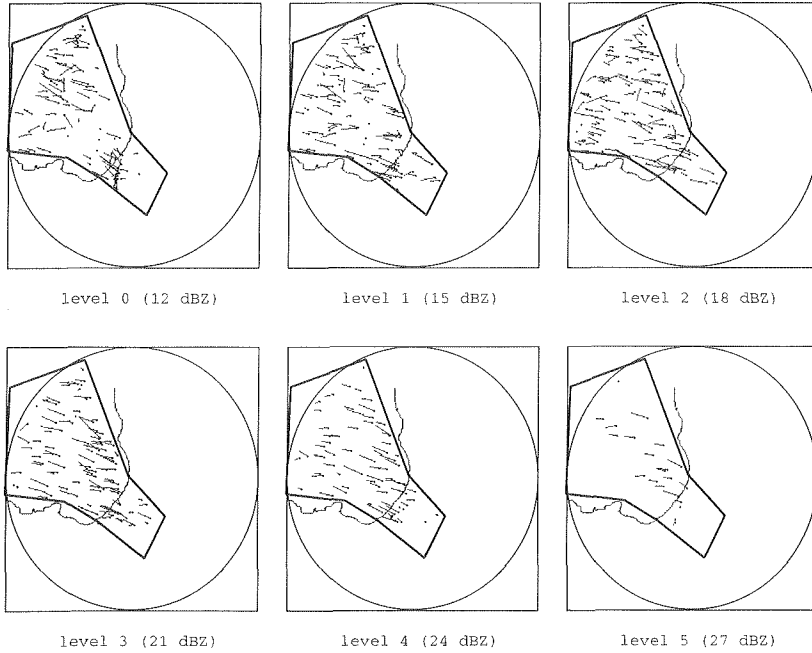 level 0 (12 dBZ)
level 1 (15 dBZ)
level 2 (18 dBZ)
level 3 (21 dBZ)
level 4 (24 dBZ)
level 5 (27 dBZ)